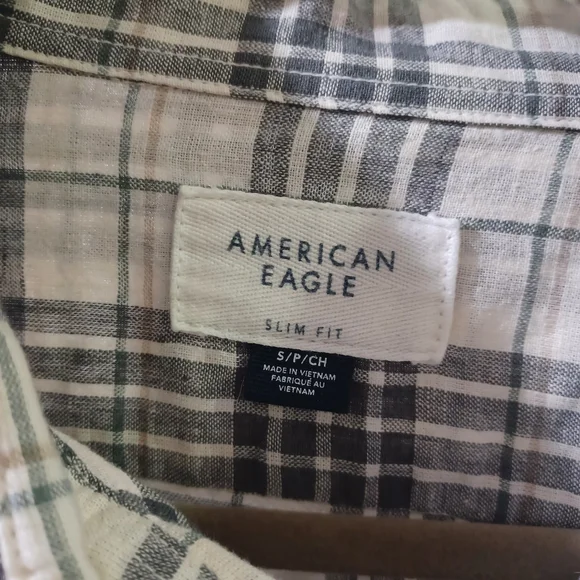 AMERICAN
EAGLE
SLIM FIT
S/P/CH
MADE IN VIETNAM
FABRIQUÉ AU
VIETNAM